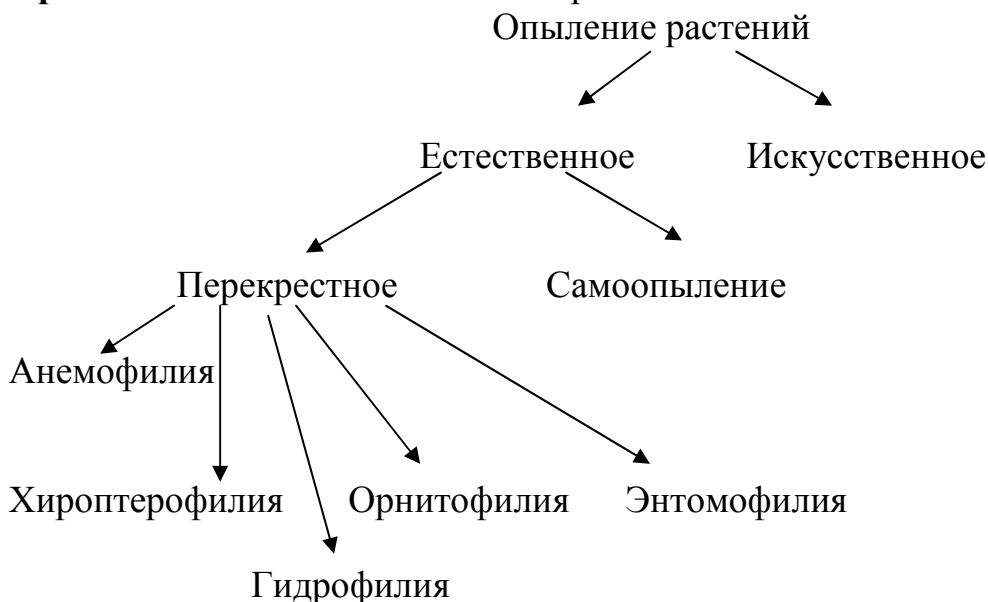 Опыление растений
Естественное Искусственное
Перекрестное Самоопыление
Анемофилия
Хироптерофилия Орнитофилия Энтомофилия
Гидрофилия